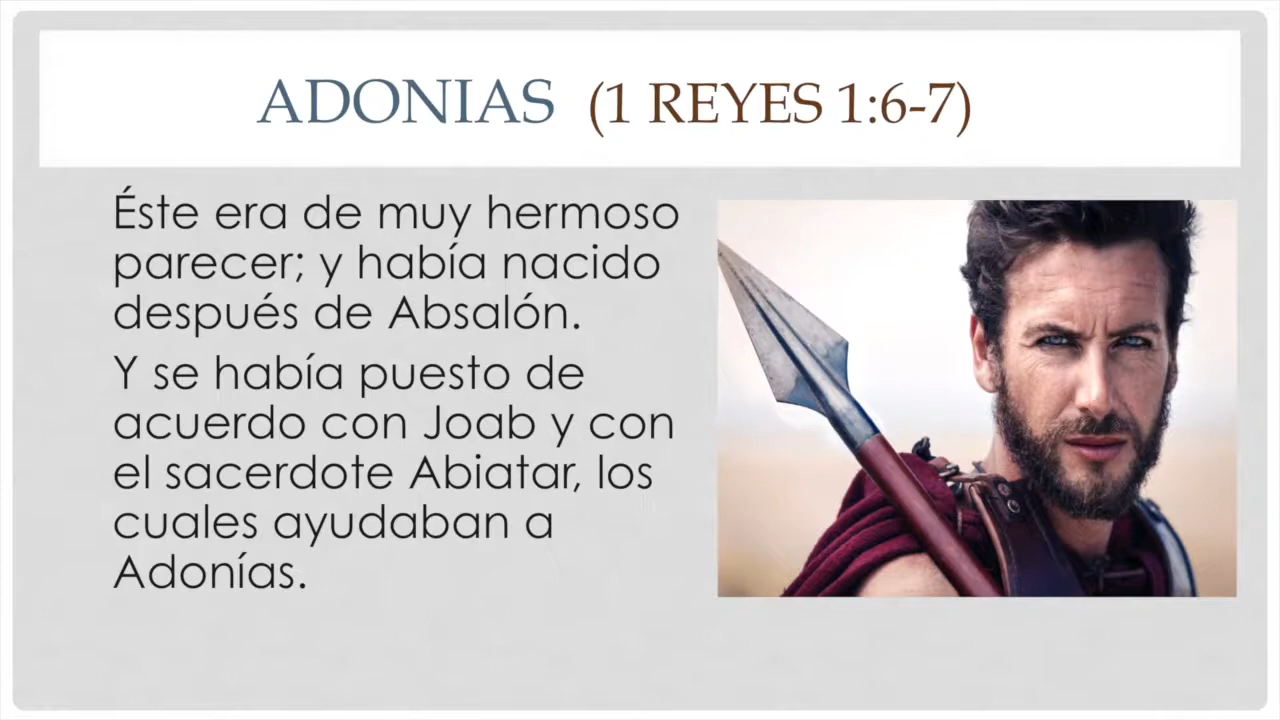 ADONIAS (1 REYES 1:6-7)
Éste era de muy hermoso
parecer; y había nacido
después de Absalón.
Y se había puesto de
acuerdo con Joab y con
el sacerdote Abiatar, los
cuales ayudaban a
Adonías.